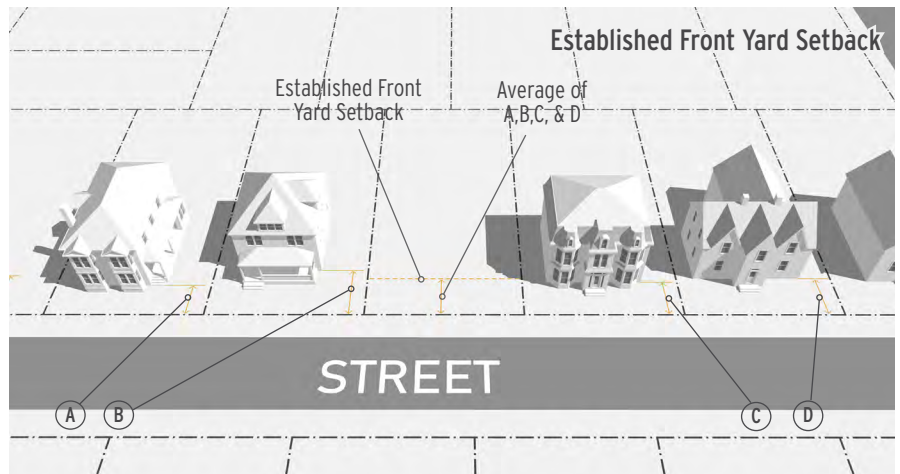 Established Front Yard Setback
Established Front
Yard Setback
Average of
A,B,C, & D
STREET
A
B
C
D